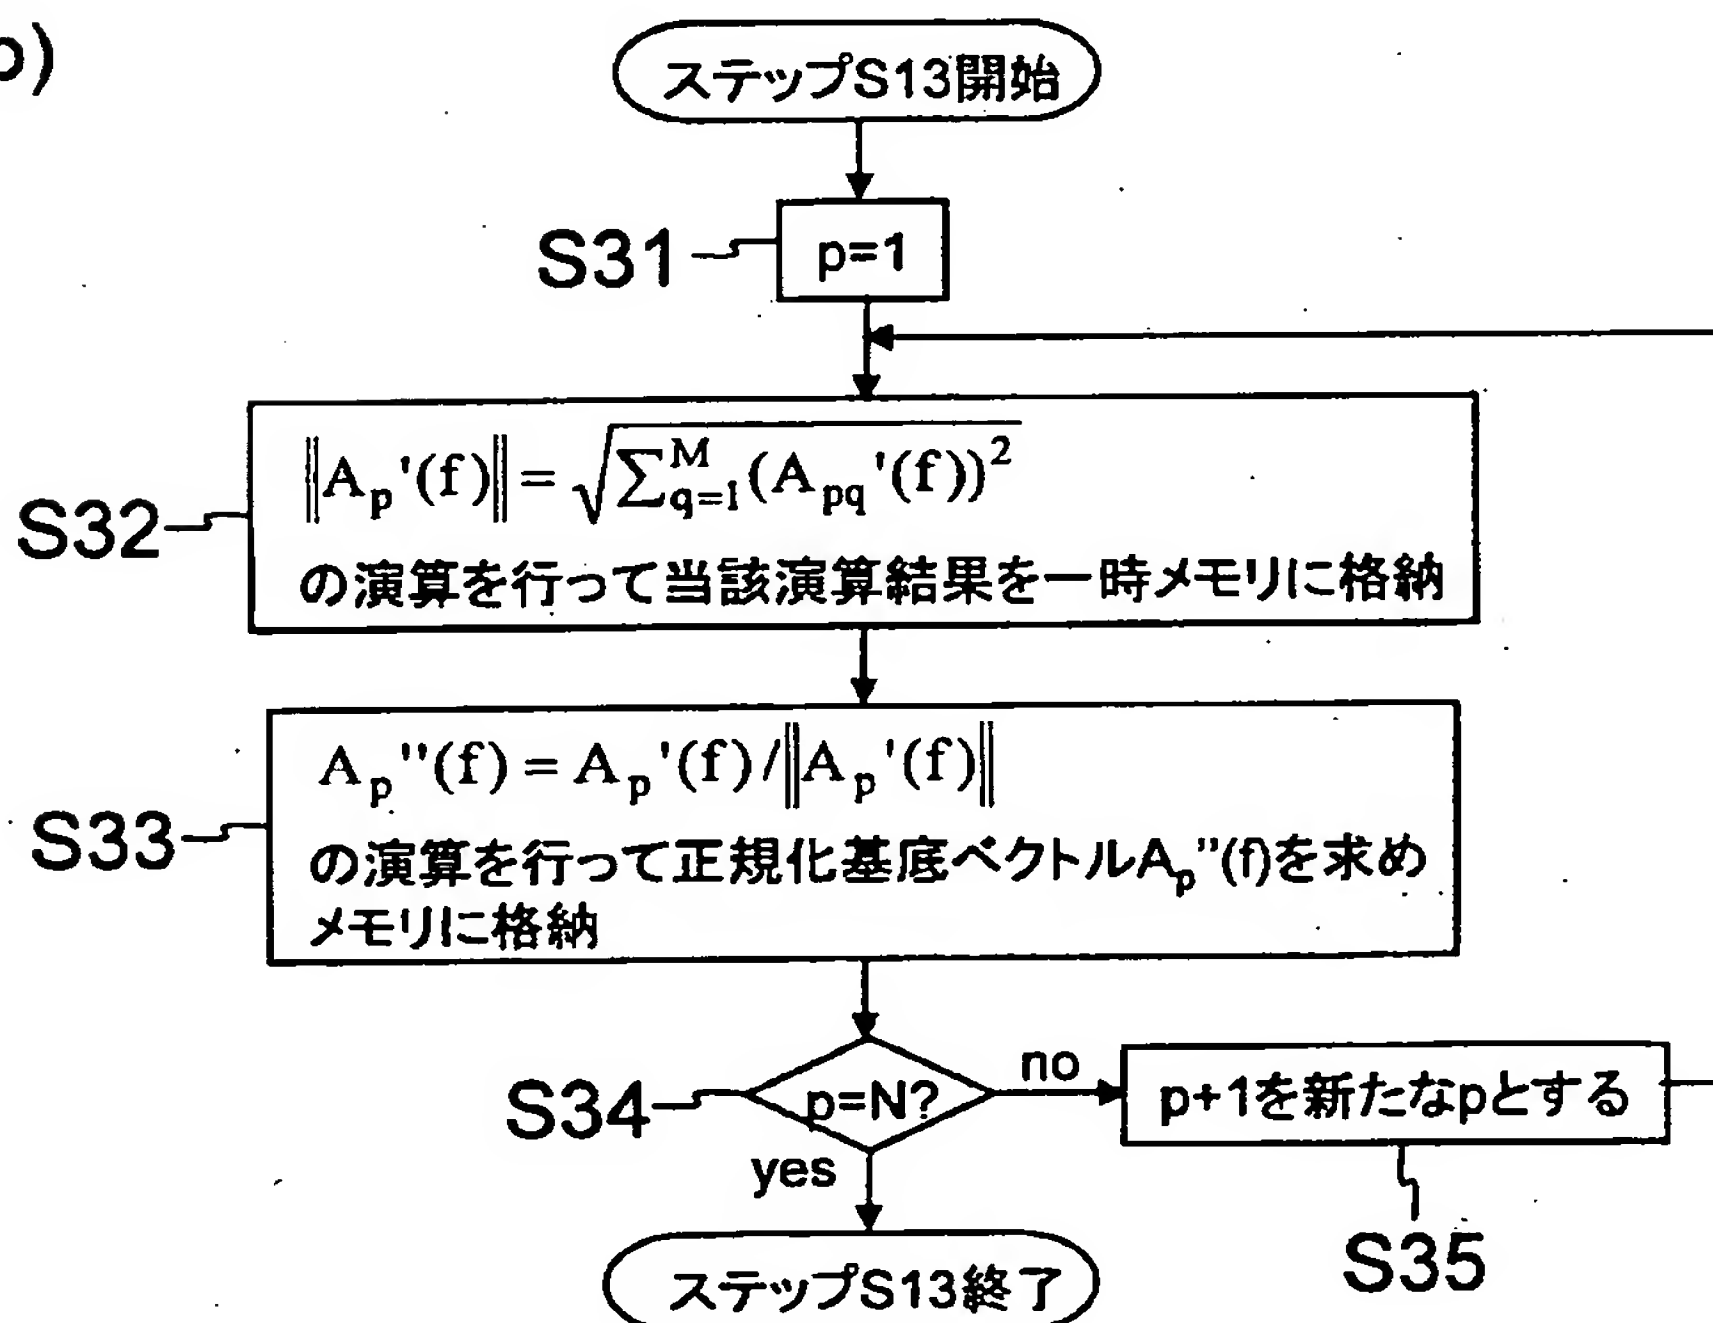 b)
ステップS13開始
S31
p=1
‖A_p'(f)‖ = √Σ_{q=1}^{M}(A_{pq}'(f))^2
の演算を行って当該演算結果を一時メモリに格納
S32
A_p''(f) = A_p'(f)/‖A_p'(f)‖
の演算を行って正規化基底ベクトルA_p''(f)を求め
メモリに格納
S33
S34
p=N?
no
p+1を新たなpとする
yes
S35
ステップS13終了